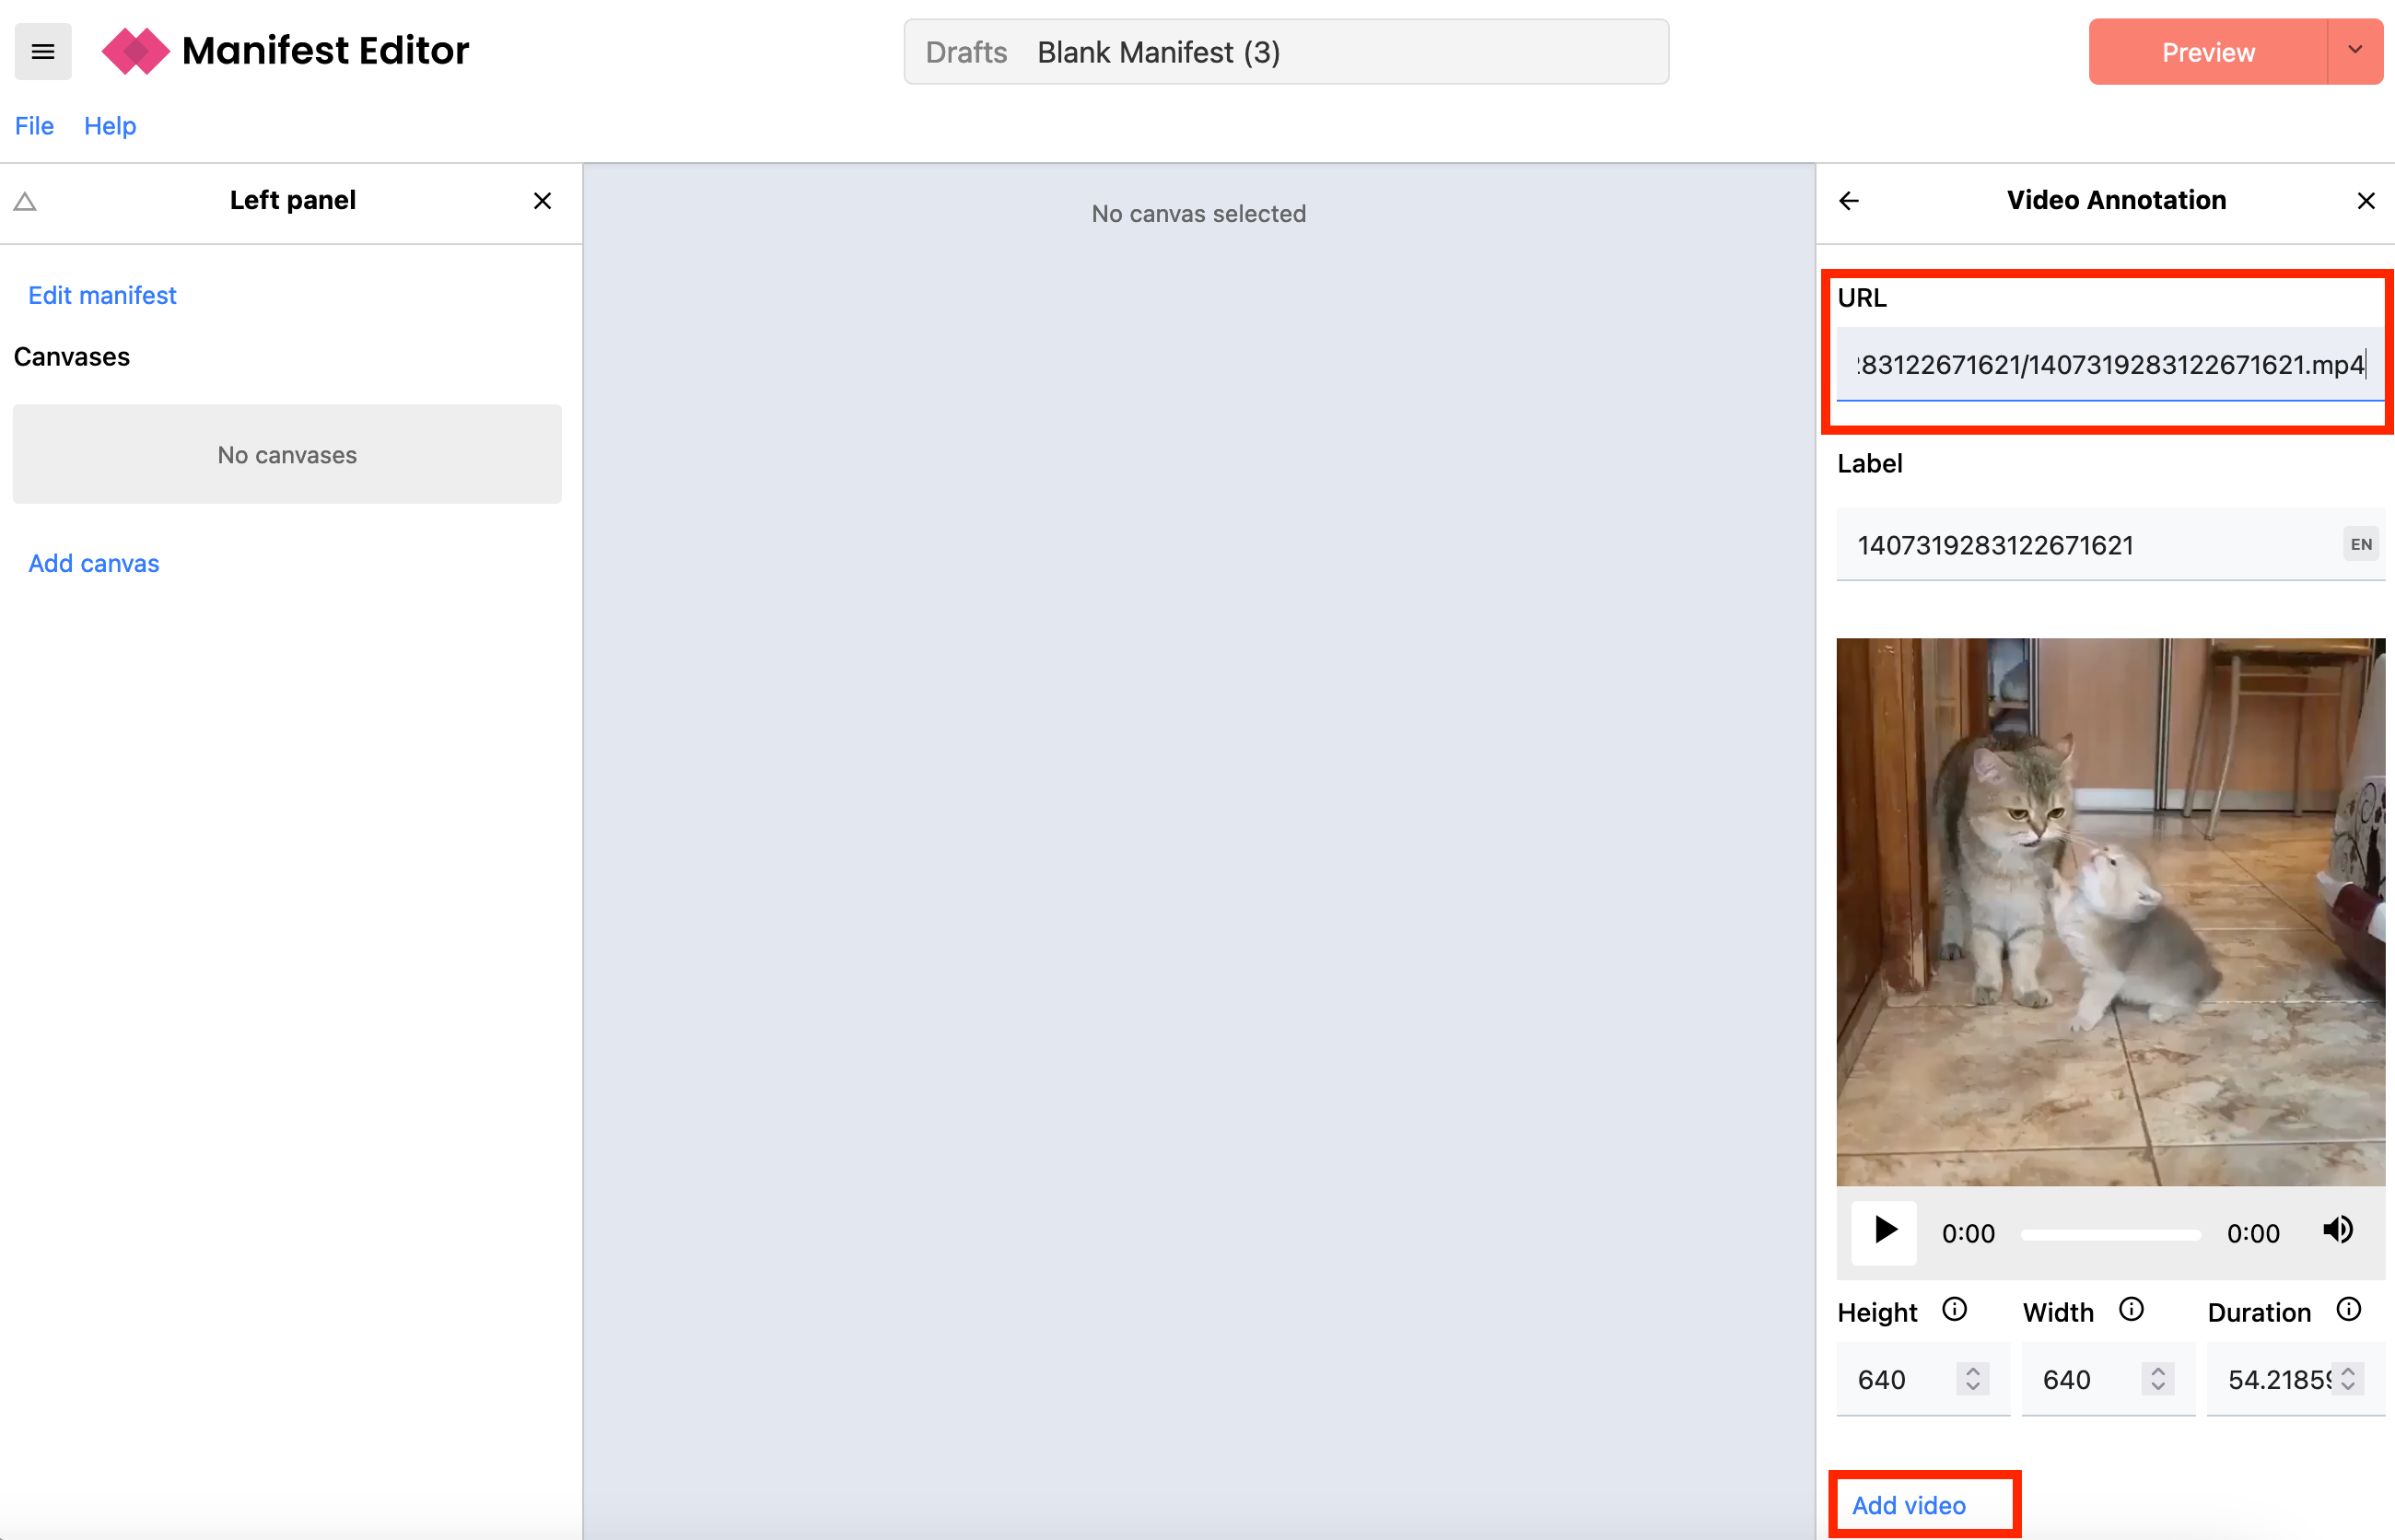 Manifest Editor
Drafts Blank Manifest (3)
Preview
File Help
Left panel
Edit manifest
Canvases
No canvases
Add canvas
No canvas selected
Video Annotation
URL
283122671621/1407319283122671621.mp4
Label
1407319283122671621 EN
0:00 0:00
Height Width Duration
640 640 54.21859
Add video